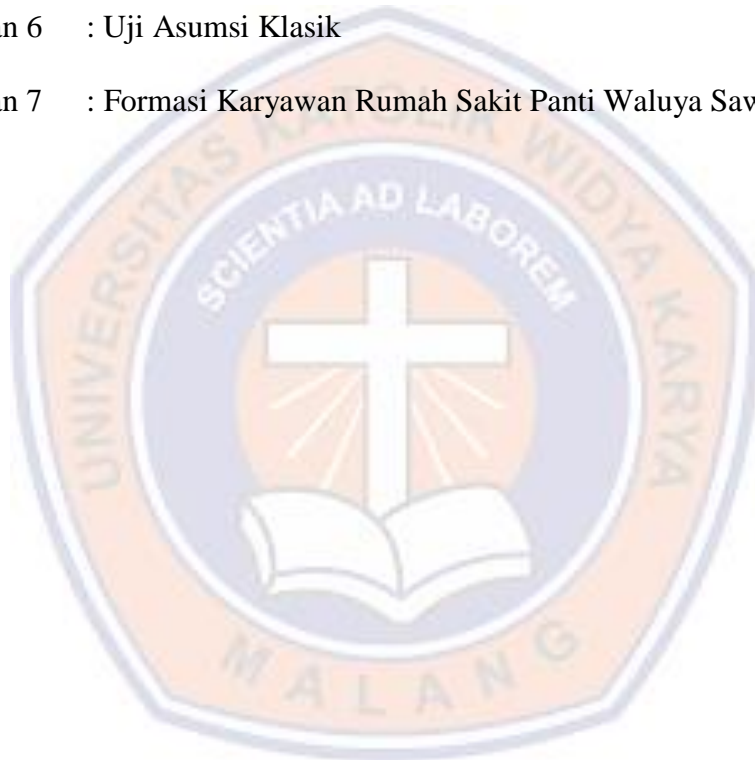 an 6 : Uji Asumsi Klasik
an 7 : Formasi Karyawan Rumah Sakit Panti Waluya Saw
UNIVERSITAS KATOLIK WIDYA KARYA
SCIENTIA AD LABOREM
MALANG